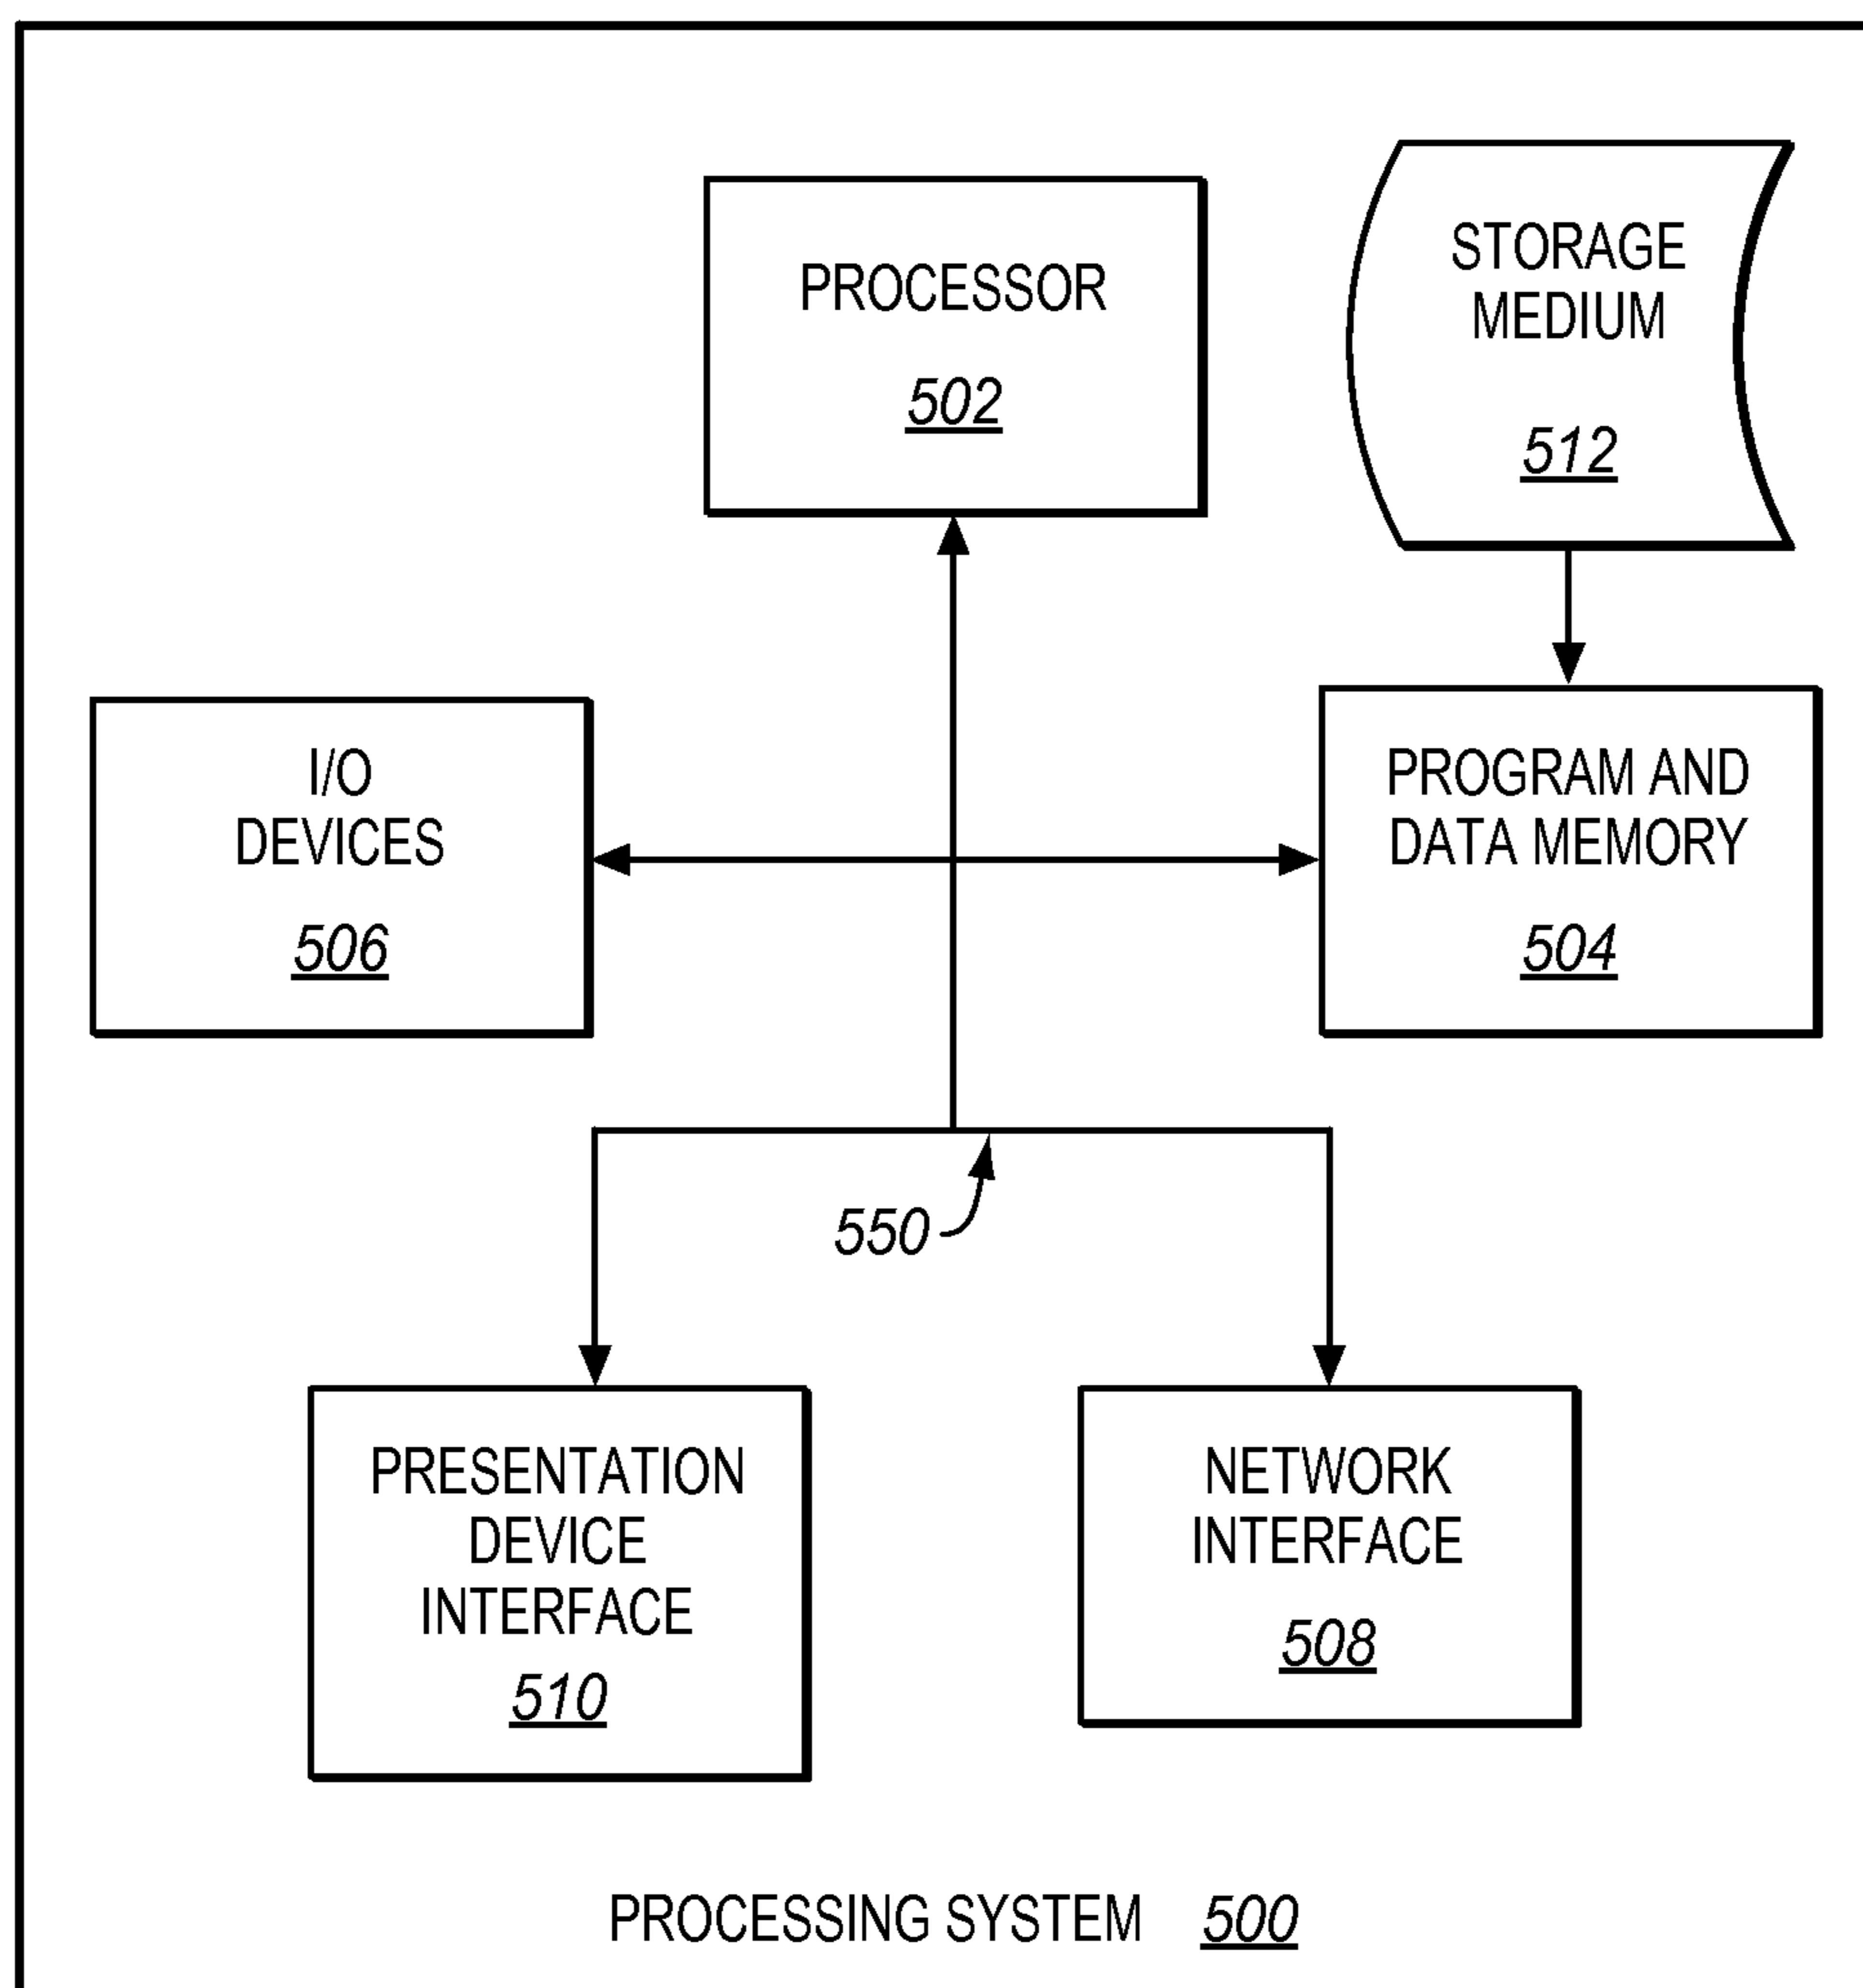 PROCESSOR
502
STORAGE
MEDIUM
512
I/O
DEVICES
506
PROGRAM AND
DATA MEMORY
504
550
PRESENTATION
DEVICE
INTERFACE
510
NETWORK
INTERFACE
508
PROCESSING SYSTEM 500